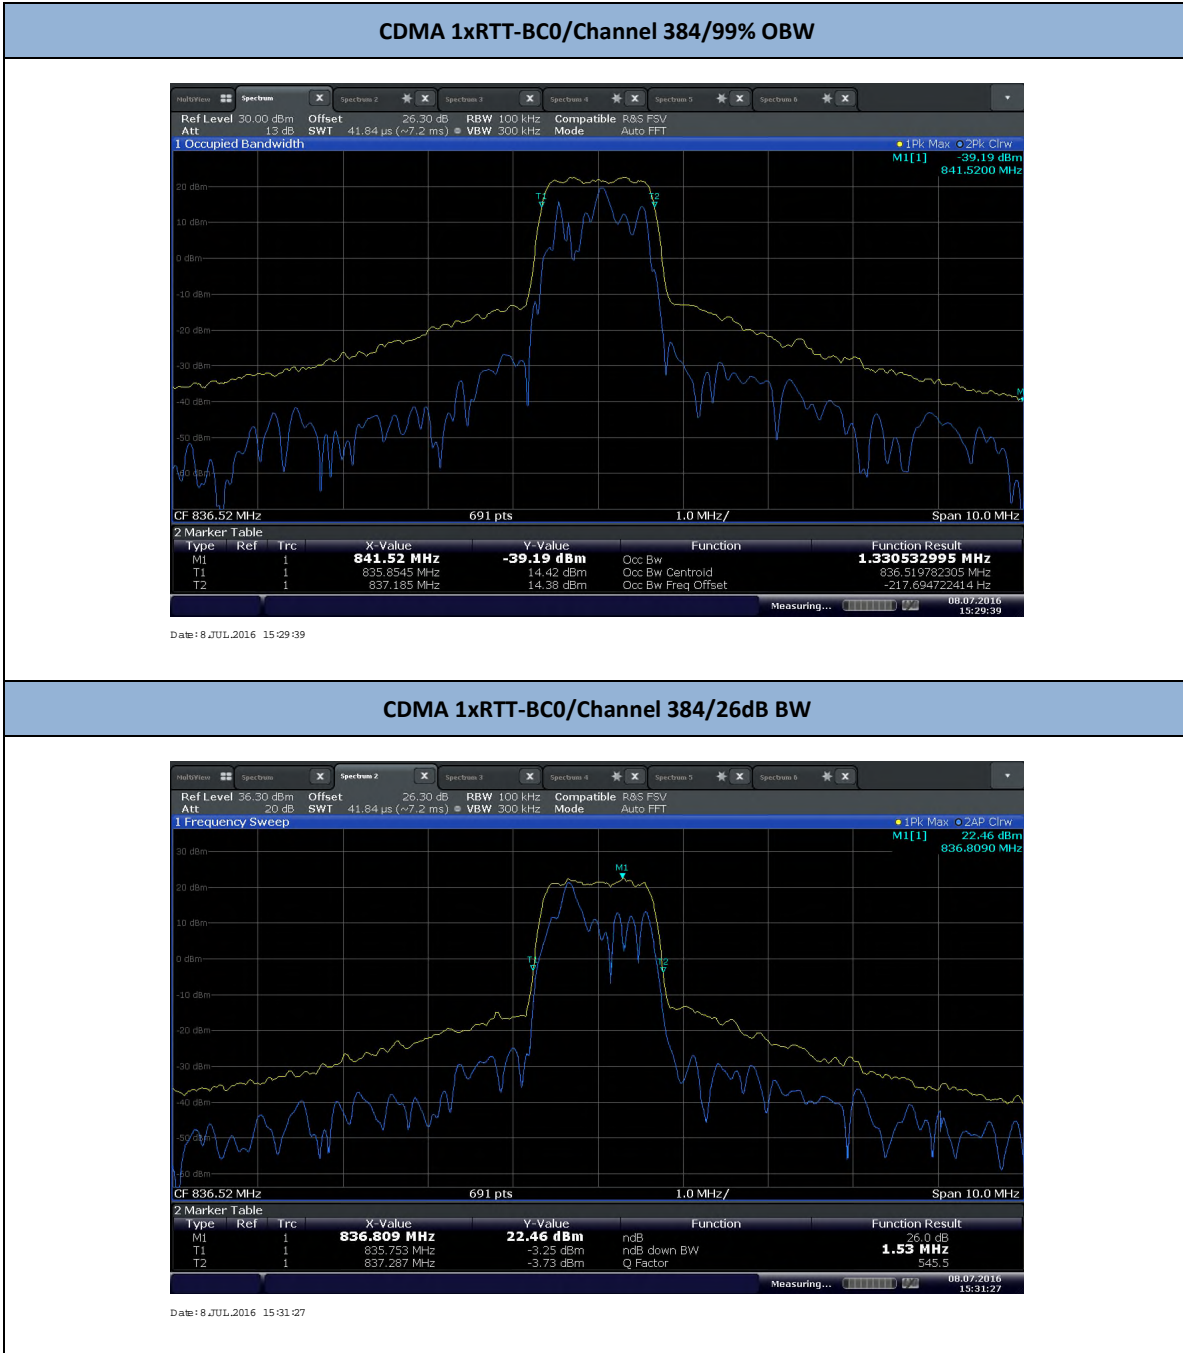 CDMA 1xRTT-BC0/Channel 384/99% OBW
MultiView Spectrum X Spectrum 2 X Spectrum 3 X Spectrum 4 X Spectrum 5 X Spectrum 6 X
Ref Level 30.00 dBm Offset 26.30 dB RBW 100 kHz Compatible R&S FSV
Att 13 dB SWT 41.84 µs (~7.2 ms) VBW 300 kHz Mode Auto FFT
1 Occupied Bandwidth 1Pk Max 2Pk Clrw
M1[1] -39.19 dBm
841.5200 MHz
20 dBm
T1 T2
10 dBm
0 dBm
-10 dBm
-20 dBm
-30 dBm
-40 dBm
-50 dBm
-60 dBm
CF 836.52 MHz 691 pts 1.0 MHz/ Span 10.0 MHz
2 Marker Table
Type Ref Trc X-Value Y-Value Function Function Result
M1 1 841.52 MHz -39.19 dBm Occ Bw 1.330532995 MHz
T1 1 835.8545 MHz 14.42 dBm Occ Bw Centroid 836.519782305 MHz
T2 1 837.185 MHz 14.38 dBm Occ Bw Freq Offset -217.694722414 Hz
Measuring... 08.07.2016
15:29:39
Date: 8.JUL.2016 15:29:39
CDMA 1xRTT-BC0/Channel 384/26dB BW
MultiView Spectrum X Spectrum 2 X Spectrum 3 X Spectrum 4 X Spectrum 5 X Spectrum 6 X
Ref Level 36.30 dBm Offset 26.30 dB RBW 100 kHz Compatible R&S FSV
Att 20 dB SWT 41.84 µs (~7.2 ms) VBW 300 kHz Mode Auto FFT
1 Frequency Sweep 1Pk Max 2AP Clrw
M1[1] 22.46 dBm
836.8090 MHz
30 dBm
M1
20 dBm
10 dBm
0 dBm
T1 T2
-10 dBm
-20 dBm
-30 dBm
-40 dBm
-50 dBm
-60 dBm
CF 836.52 MHz 691 pts 1.0 MHz/ Span 10.0 MHz
2 Marker Table
Type Ref Trc X-Value Y-Value Function Function Result
M1 1 836.809 MHz 22.46 dBm ndB 26.0 dB
T1 1 835.753 MHz -3.25 dBm ndB down BW 1.53 MHz
T2 1 837.287 MHz -3.73 dBm Q Factor 545.5
Measuring... 08.07.2016
15:31:27
Date: 8.JUL.2016 15:31:27